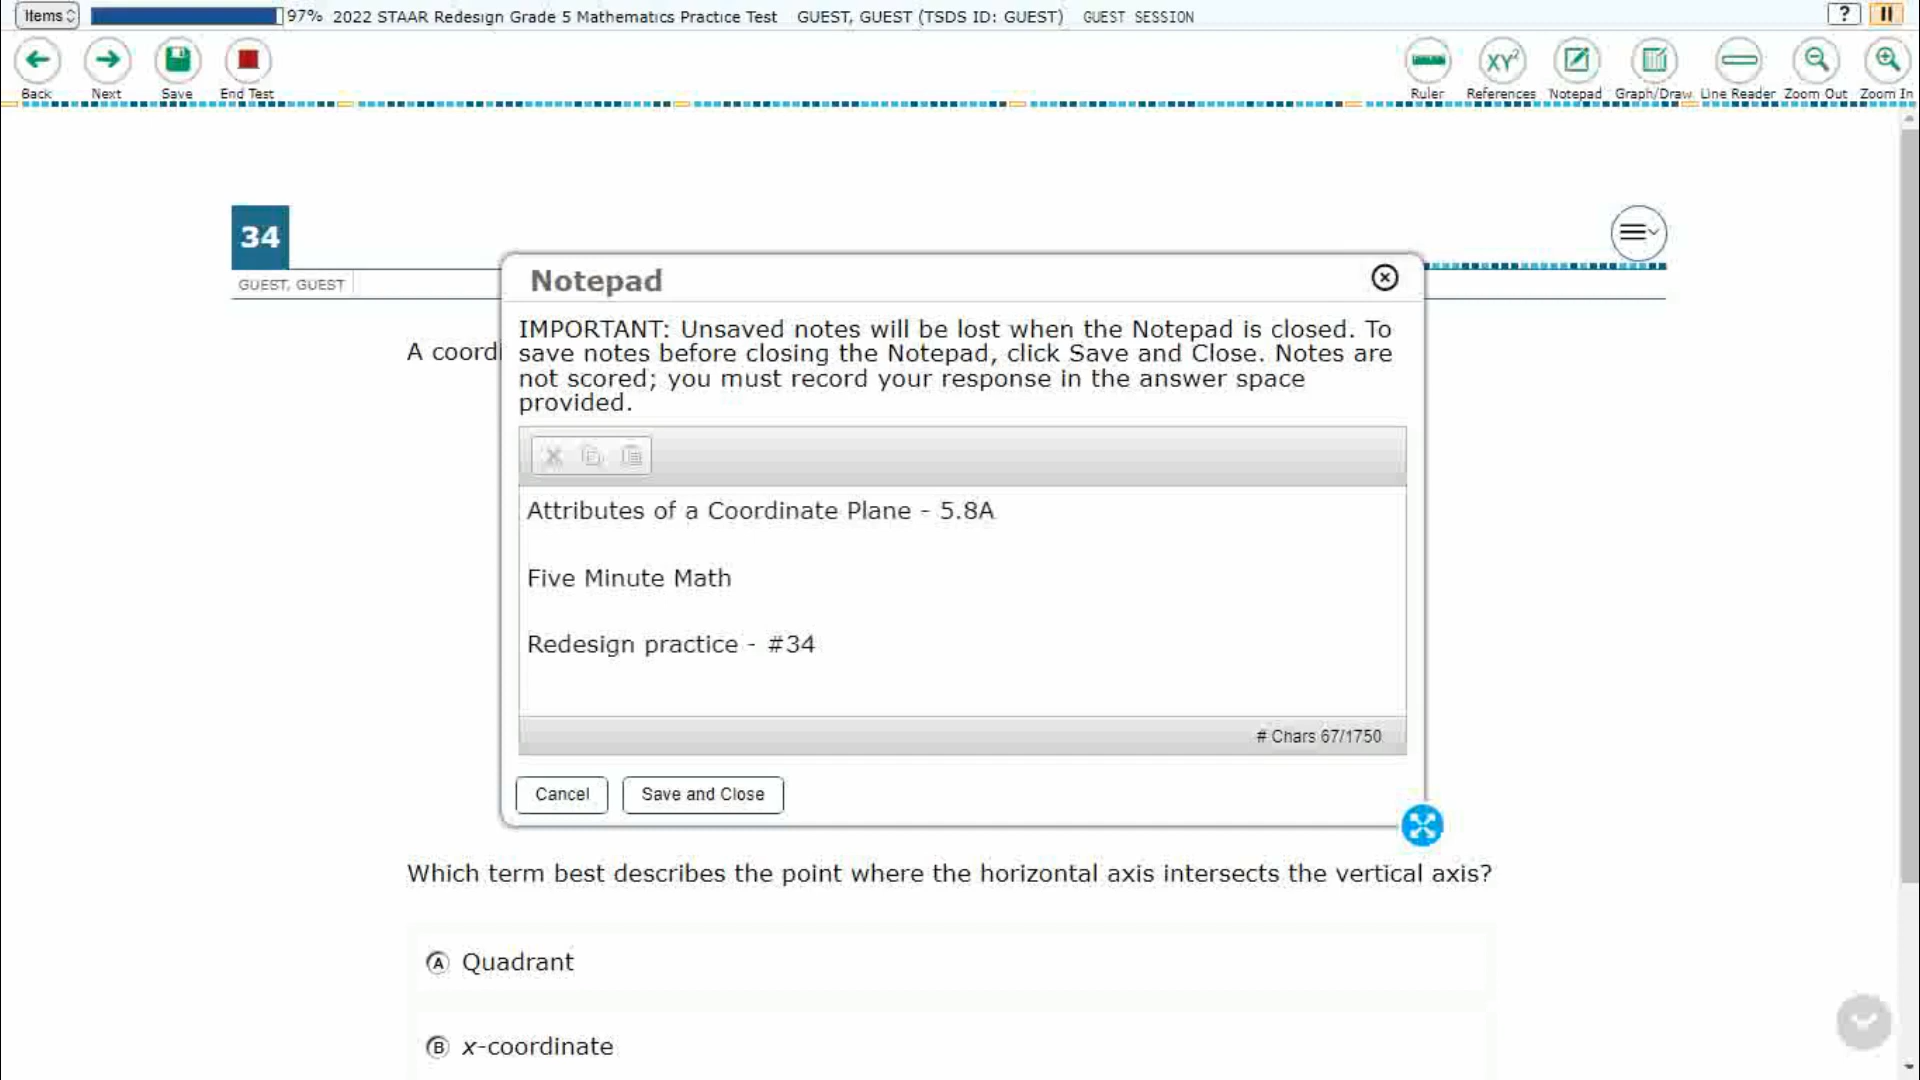 Items 97% 2022 STAAR Redesign Grade 5 Mathematics Practice Test GUEST, GUEST (TSDS ID: GUEST) GUEST SESSION ?
Back Next Save End Test XY² Ruler References Notepad Graph/Draw Line Reader Zoom Out Zoom In
34
GUEST, GUEST
A coordi
Notepad
IMPORTANT: Unsaved notes will be lost when the Notepad is closed. To
save notes before closing the Notepad, click Save and Close. Notes are
not scored; you must record your response in the answer space
provided.
Attributes of a Coordinate Plane - 5.8A
Five Minute Math
Redesign practice - #34
# Chars 67/1750
Cancel Save and Close
Which term best describes the point where the horizontal axis intersects the vertical axis?
A Quadrant
B x-coordinate